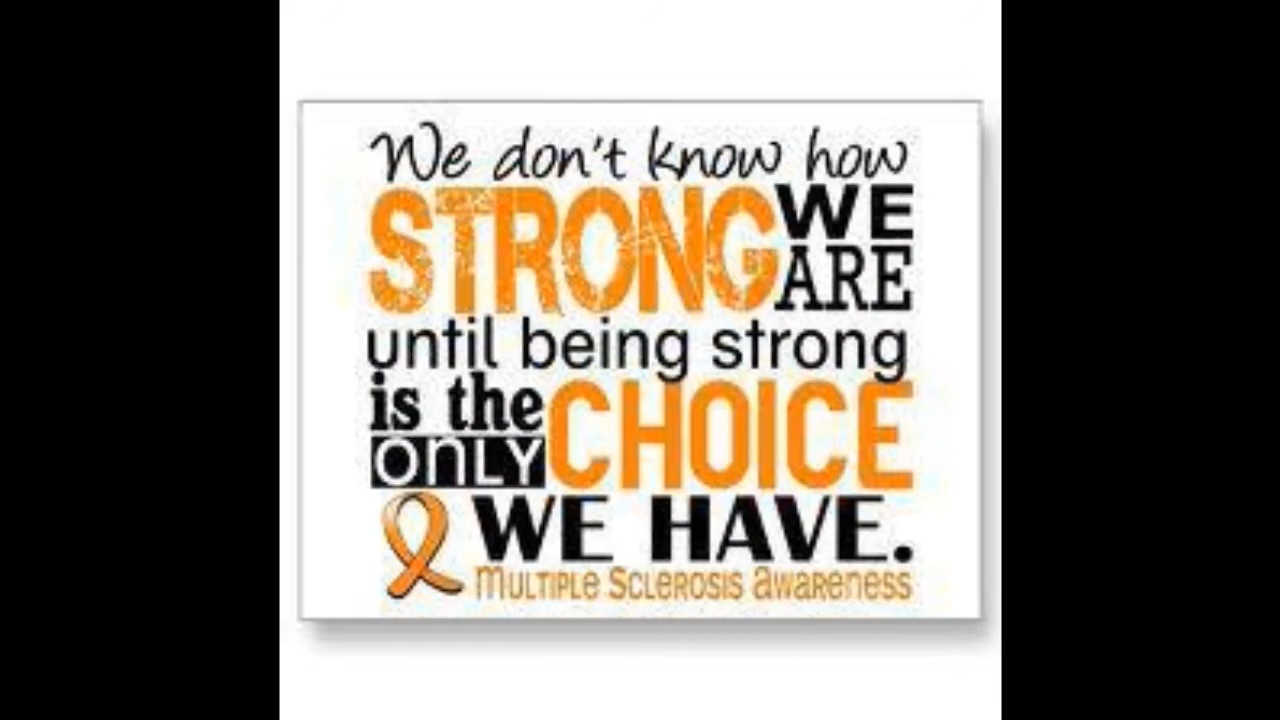 We don't know how
STRONG WE
ARE
until being strong
is the
ONLY CHOICE
WE HAVE.
Multiple Sclerosis Awareness